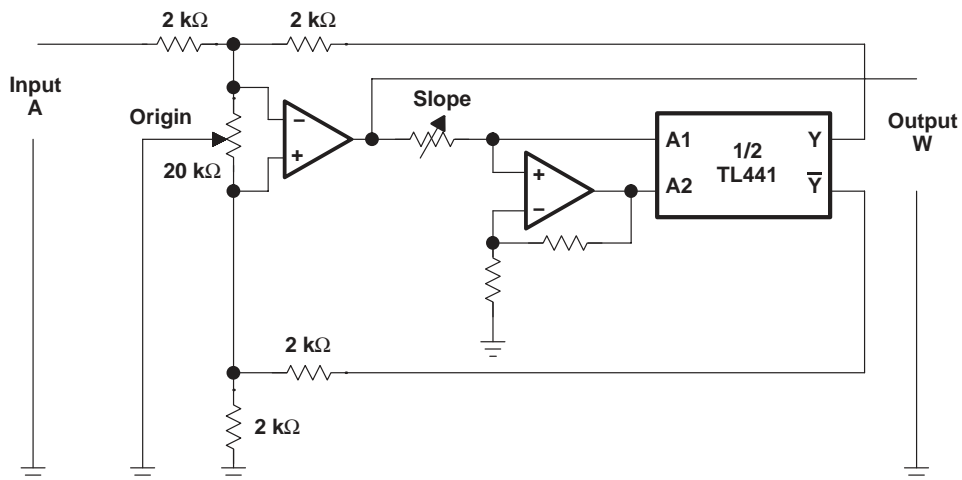 2 kΩ
2 kΩ
Input
A
Origin
20 kΩ
−
+
Slope
+
−
A1
A2
1/2
TL441
Y
Y̅
Output
W
2 kΩ
2 kΩ